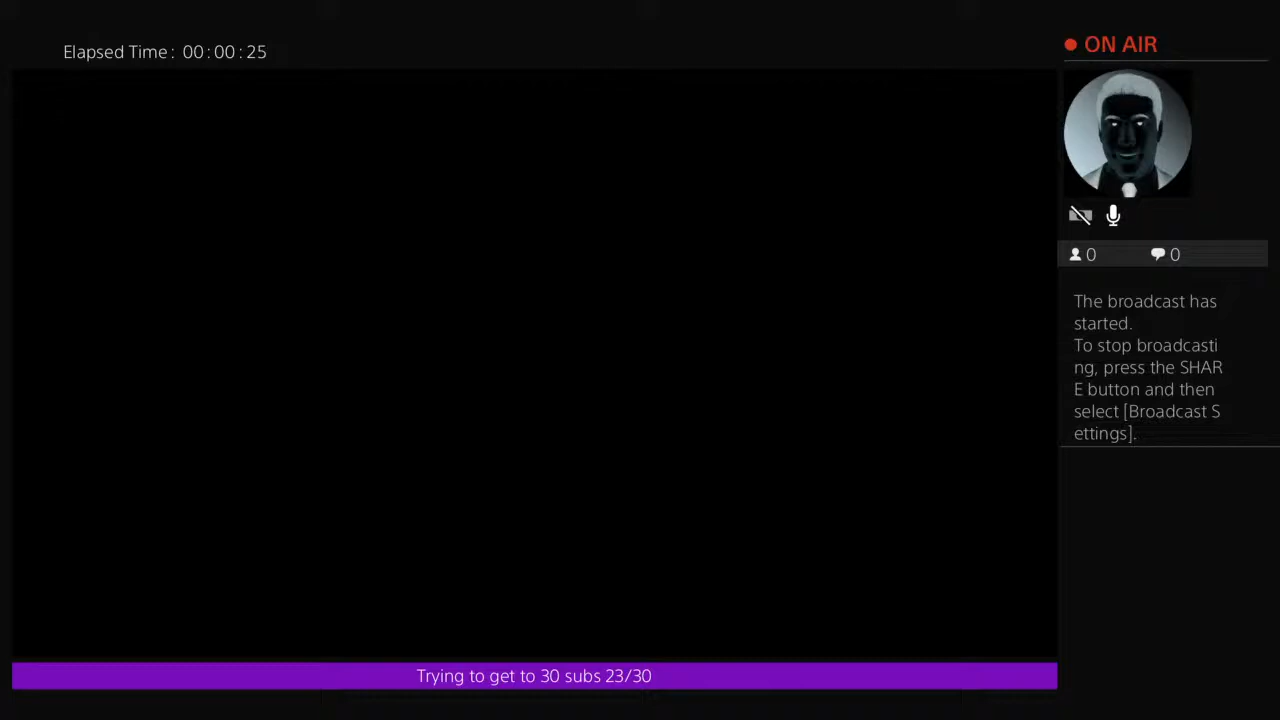 Elapsed Time: 00:00:25
ON AIR
0 0
The broadcast has
started.
To stop broadcasti
ng, press the SHAR
E button and then
select [Broadcast S
ettings].
Trying to get to 30 subs 23/30